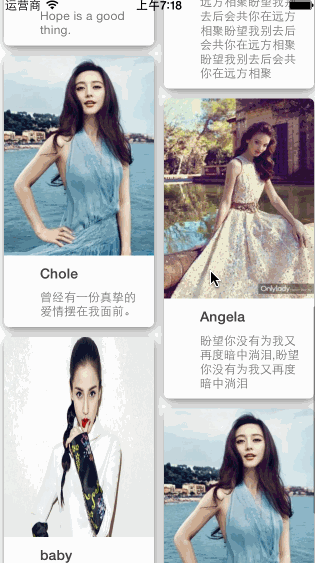 运营商
上午7:18
Hope is a good
thing.
远方相聚盼望我别
去后会共你在远方
相聚盼望我别去后
会共你在远方相聚
盼望我别去后会共
你在远方相聚
Chole
曾经有一份真挚的
爱情摆在我面前。
Onlylady
Angela
盼望你没有为我又
再度暗中淌泪,盼望
你没有为我又再度
暗中淌泪
baby